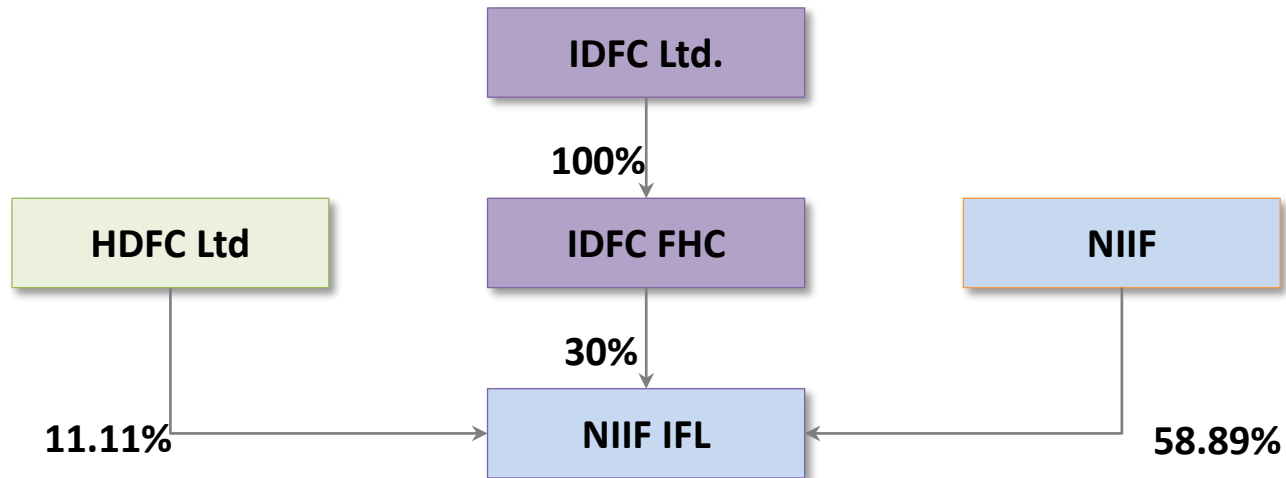 IDFC Ltd.
100%
HDFC Ltd
IDFC FHC
NIIF
30%
11.11%
NIIF IFL
58.89%